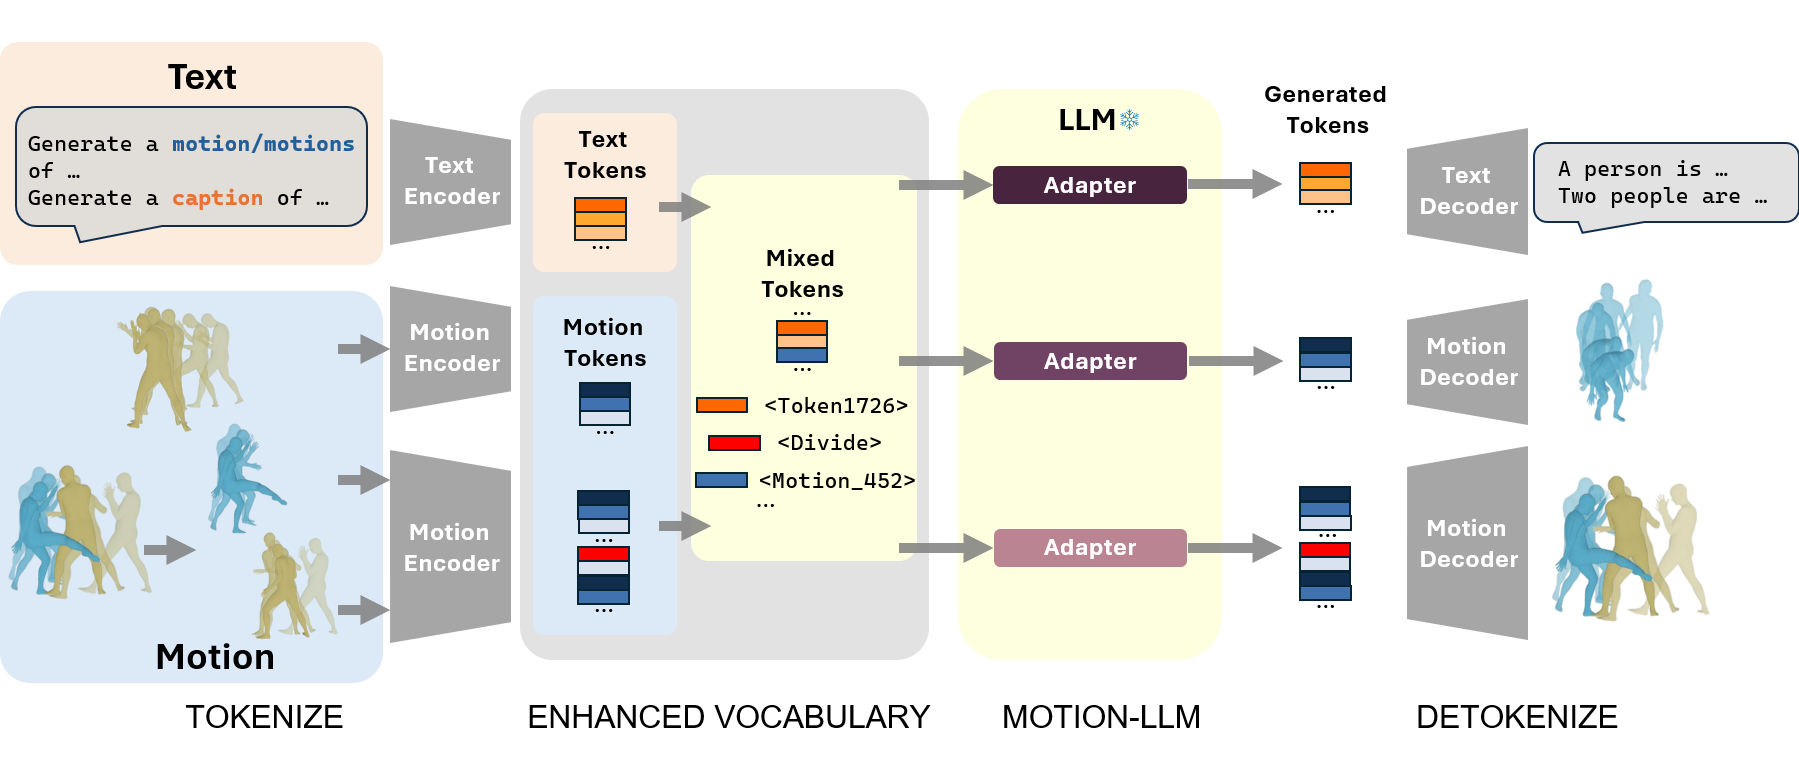 Text
Generate a motion/motions
of …
Generate a caption of …
Motion
Text
Encoder
Motion
Encoder
Motion
Encoder
Text
Tokens
...
Motion
Tokens
...
...
...
Mixed
Tokens
...
...
<Token1726>
<Divide>
<Motion_452>
...
LLM
Adapter
Adapter
Adapter
Generated
Tokens
...
...
...
...
Text
Decoder
Motion
Decoder
Motion
Decoder
A person is …
Two people are …
TOKENIZE
ENHANCED VOCABULARY
MOTION-LLM
DETOKENIZE